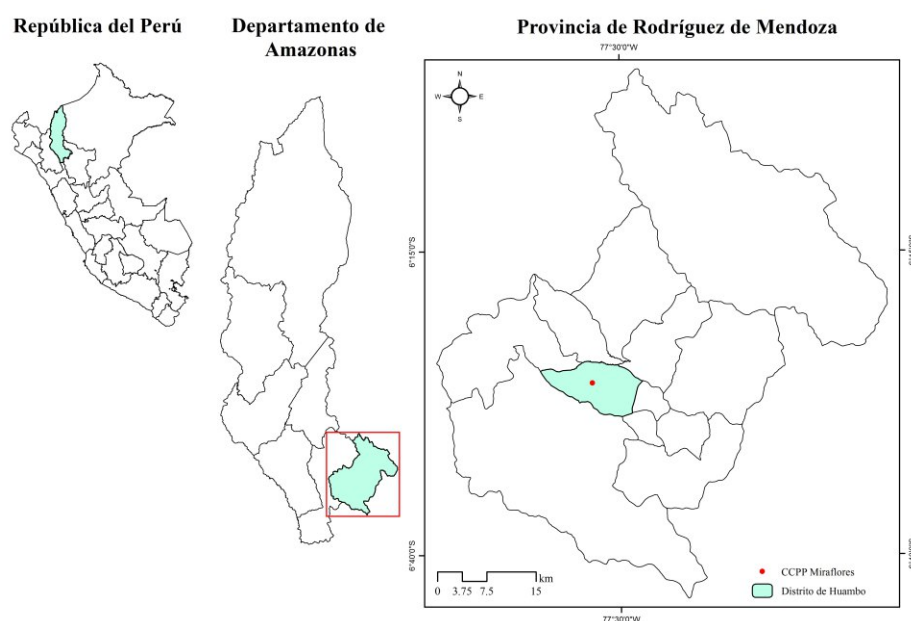 República del Perú
Departamento de
Amazonas
Provincia de Rodríguez de Mendoza
77°30'0"W
N
W E
S
6°15'0"S
6°40'0"S
km
0 3.75 7.5 15
CCPP Miraflores
Distrito de Huambo
77°30'0"W